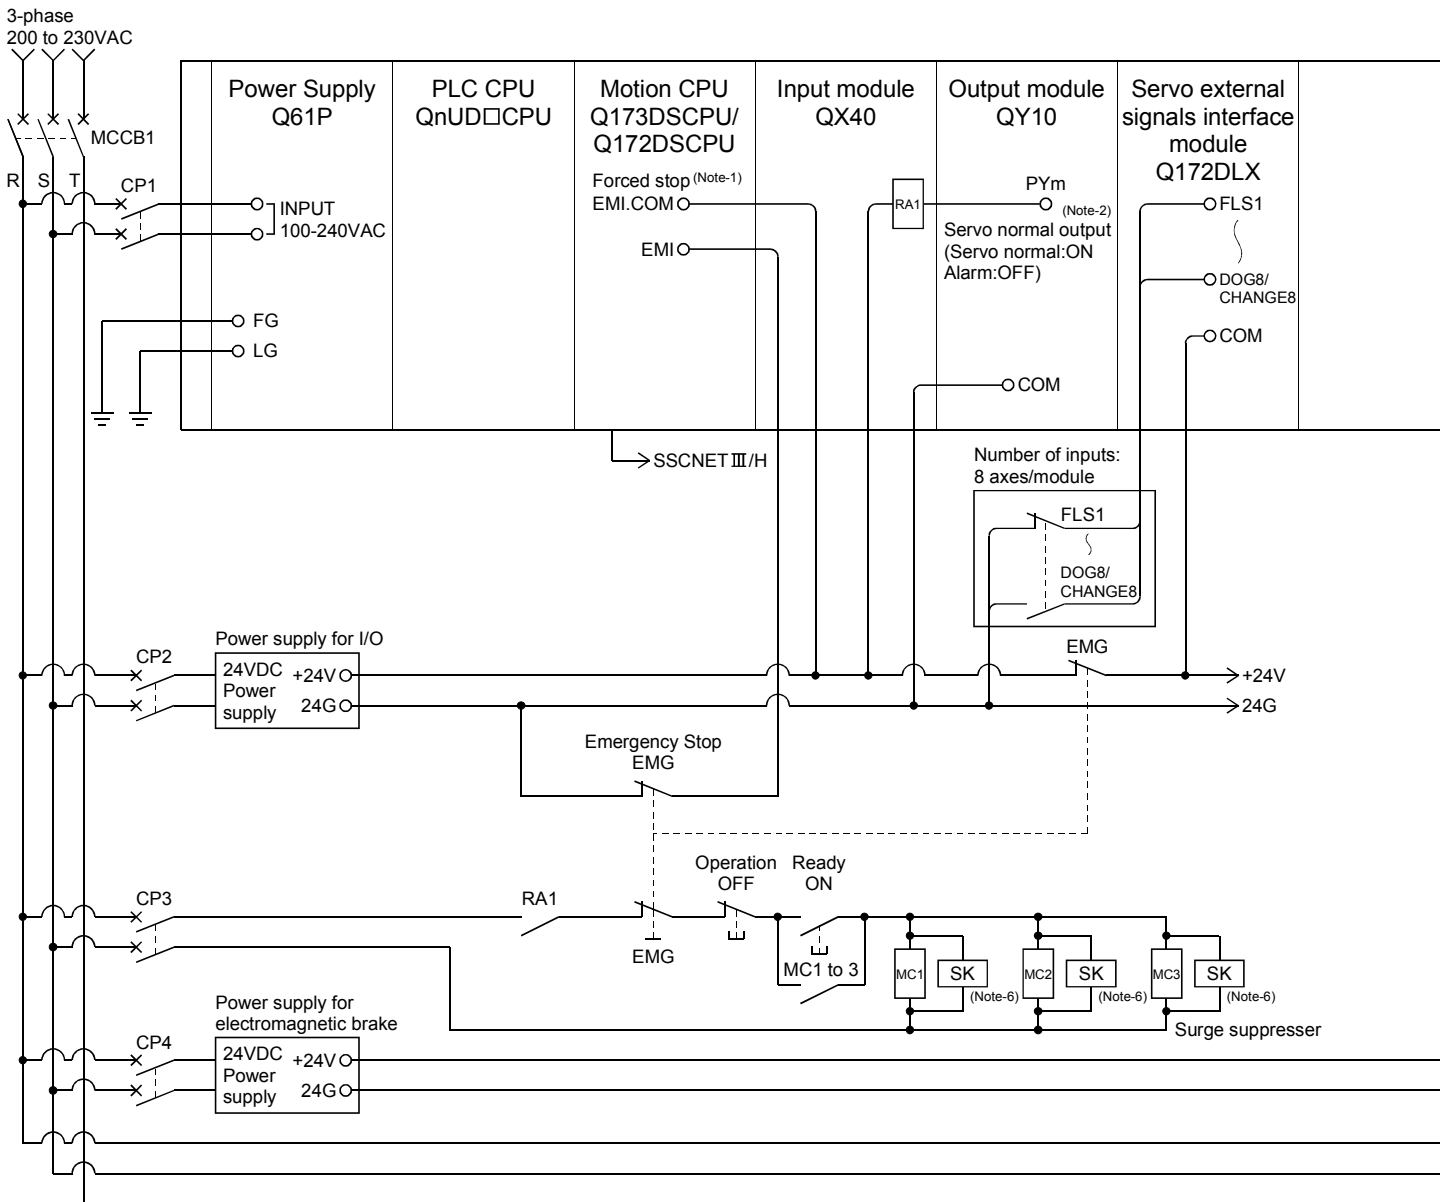 3-phase
200 to 230VAC
MCCB1
R S T
CP1
Power Supply
Q61P
INPUT
100-240VAC
FG
LG
PLC CPU
QnUD□CPU
Motion CPU
Q173DSCPU/
Q172DSCPU
Forced stop (Note-1)
EMI.COM
EMI
Input module
QX40
RA1
Output module
QY10
PYm
(Note-2)
Servo normal output
(Servo normal:ON
Alarm:OFF)
COM
Servo external
signals interface
module
Q172DLX
FLS1
DOG8/
CHANGE8
COM
SSCNETⅢ/H
Number of inputs:
8 axes/module
FLS1
DOG8/
CHANGE8
Power supply for I/O
CP2
24VDC
Power
supply
+24V
24G
EMG
+24V
24G
Emergency Stop
EMG
CP3
RA1
EMG
Operation
OFF
Ready
ON
MC1 to 3
MC1
SK
(Note-6)
MC2
SK
(Note-6)
MC3
SK
(Note-6)
Surge suppresser
Power supply for
electromagnetic brake
CP4
24VDC
Power
supply
+24V
24G